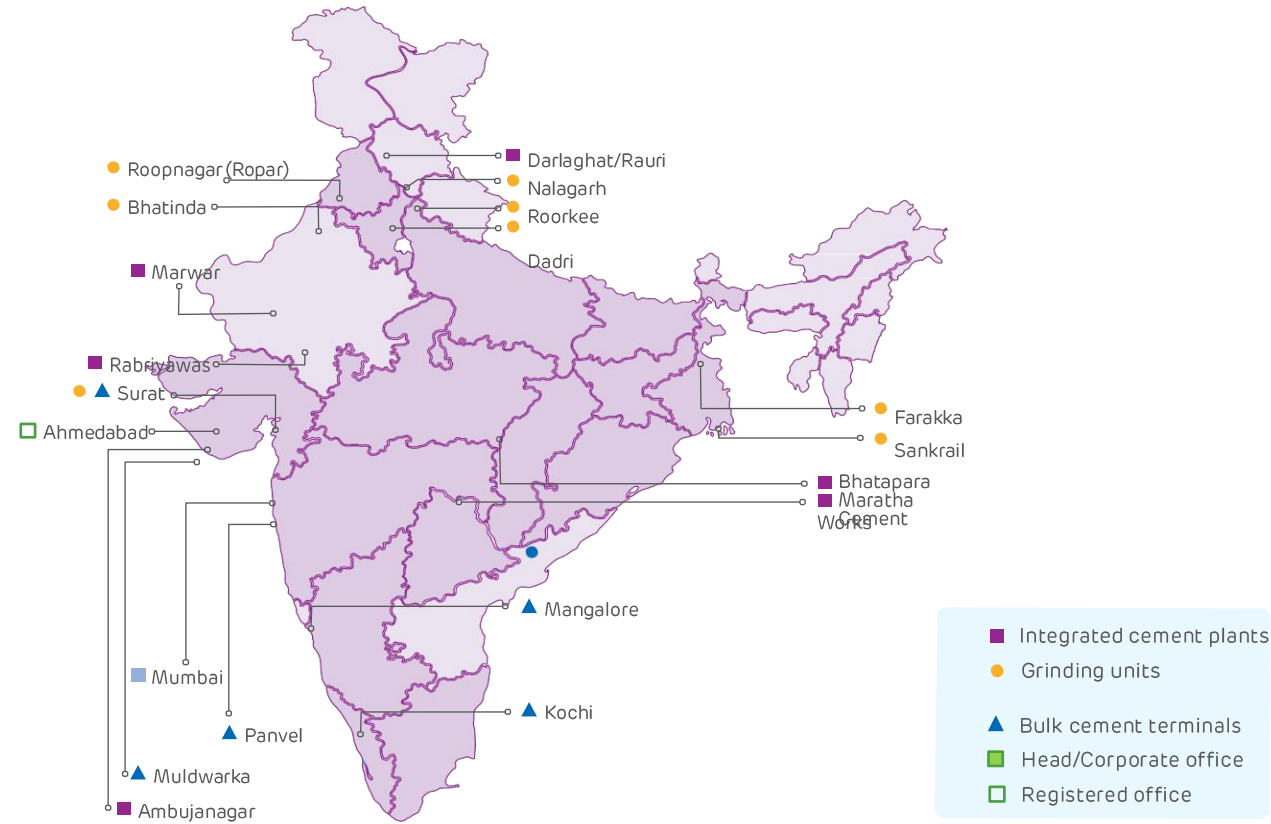 Darlaghat/Rauri
Roopnagar(Ropar)
Nalagarh
Bhatinda
Roorkee
Dadri
Marwar
Rabriyawas
Surat
Ahmedabad
Farakka
Sankrail
Bhatapara
Maratha
Cement
Works
Mangalore
Mumbai
Kochi
Panvel
Muldwarka
Ambujanagar
Integrated cement plants
Grinding units
Bulk cement terminals
Head/Corporate office
Registered office